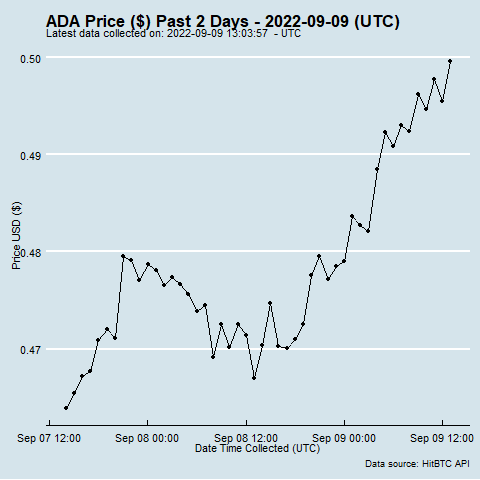 ADA Price ($) Past 2 Days - 2022-09-09 (UTC)
Latest data collected on: 2022-09-09 13:03:57  - UTC
0.50
0.49
0.48
0.47
Price USD ($)
Sep 07 12:00 Sep 08 00:00 Sep 08 12:00 Sep 09 00:00 Sep 09 12:00
Date Time Collected (UTC)
Data source: HitBTC API